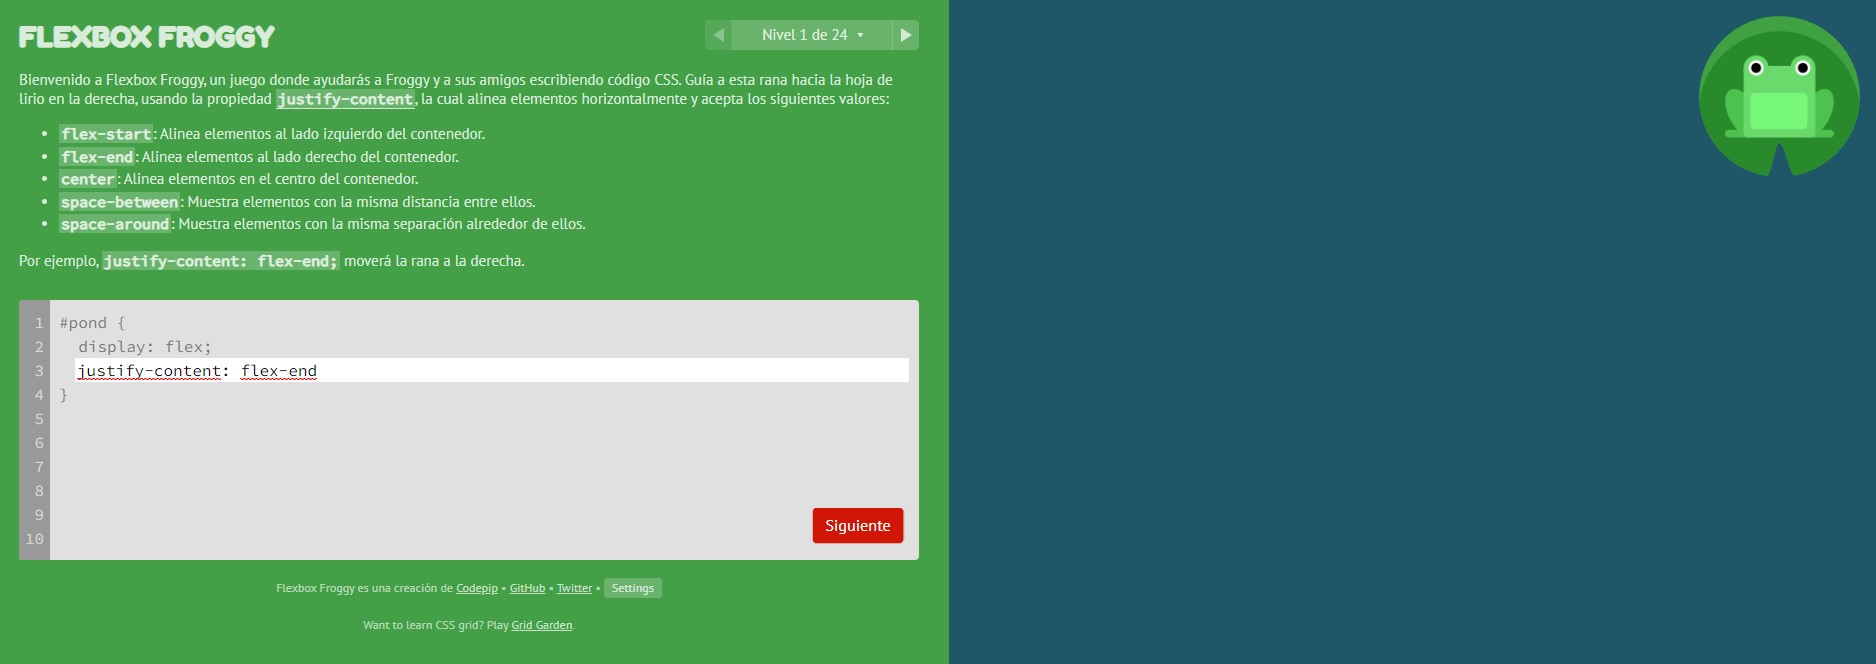 FLEXBOX FROGGY
◀ Nivel 1 de 24 ▾ ▶
Bienvenido a Flexbox Froggy, un juego donde ayudarás a Froggy y a sus amigos escribiendo código CSS. Guía a esta rana hacia la hoja de
lirio en la derecha, usando la propiedad justify-content, la cual alinea elementos horizontalmente y acepta los siguientes valores:
• flex-start: Alinea elementos al lado izquierdo del contenedor.
• flex-end: Alinea elementos al lado derecho del contenedor.
• center: Alinea elementos en el centro del contenedor.
• space-between: Muestra elementos con la misma distancia entre ellos.
• space-around: Muestra elementos con la misma separación alrededor de ellos.
Por ejemplo, justify-content: flex-end; moverá la rana a la derecha.
1 #pond {
2 display: flex;
3 justify-content: flex-end
4 }
5
6
7
8
9
10
Siguiente
Flexbox Froggy es una creación de Codepip • GitHub • Twitter • Settings
Want to learn CSS grid? Play Grid Garden.